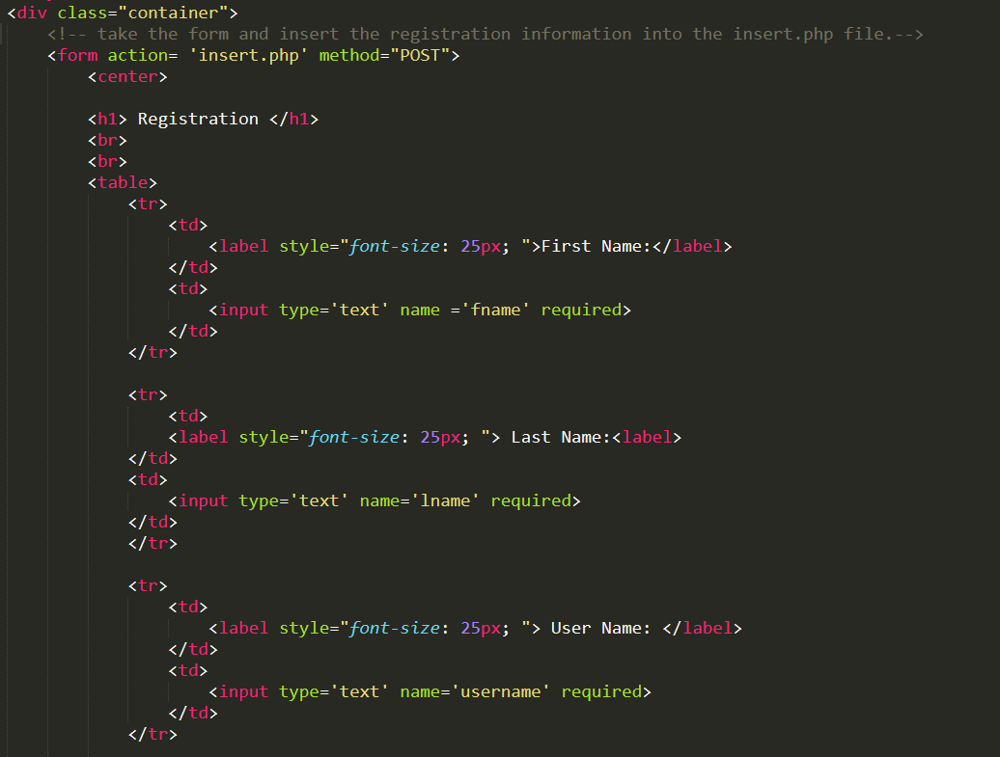 <div class="container">
<!-- take the form and insert the registration information into the insert.php file.-->
<form action= 'insert.php' method="POST">
<center>
<h1> Registration </h1>
<br>
<br>
<table>
<tr>
<td>
<label style="font-size: 25px; ">First Name:</label>
</td>
<td>
<input type='text' name ='fname' required>
</td>
</tr>
<tr>
<td>
<label style="font-size: 25px; "> Last Name:<label>
</td>
<td>
<input type='text' name='lname' required>
</td>
</tr>
<tr>
<td>
<label style="font-size: 25px; "> User Name: </label>
</td>
<td>
<input type='text' name='username' required>
</td>
</tr>